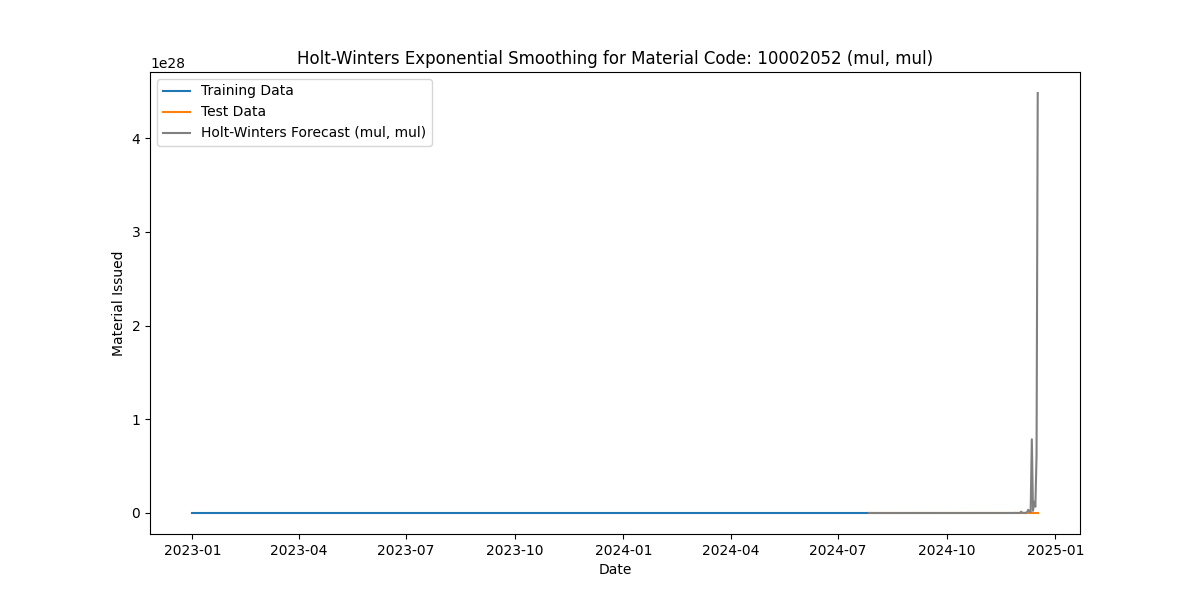 Holt-Winters Exponential Smoothing for Material Code: 10002052 (mul, mul)
1e28
Training Data
Test Data
Holt-Winters Forecast (mul, mul)
4
3
2
1
0
Material Issued
2023-01 2023-04 2023-07 2023-10 2024-01 2024-04 2024-07 2024-10 2025-01
Date